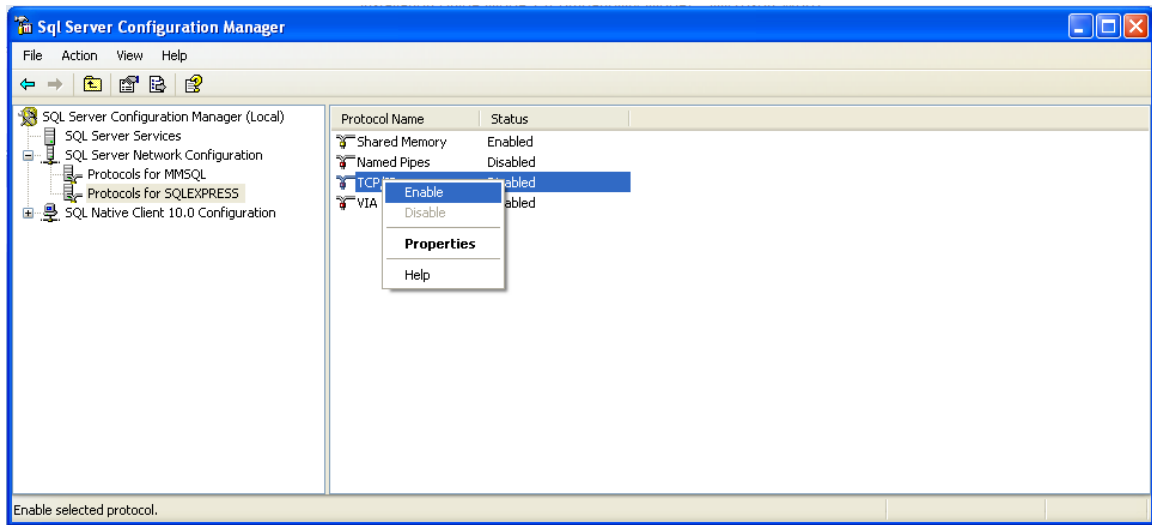 Sql Server Configuration Manager
File Action View Help
SQL Server Configuration Manager (Local)
SQL Server Services
SQL Server Network Configuration
Protocols for MMSQL
Protocols for SQLEXPRESS
SQL Native Client 10.0 Configuration
Protocol Name Status
Shared Memory Enabled
Named Pipes Disabled
TCP/
VIA
Enable
Disable
Properties
Help
Enable selected protocol.